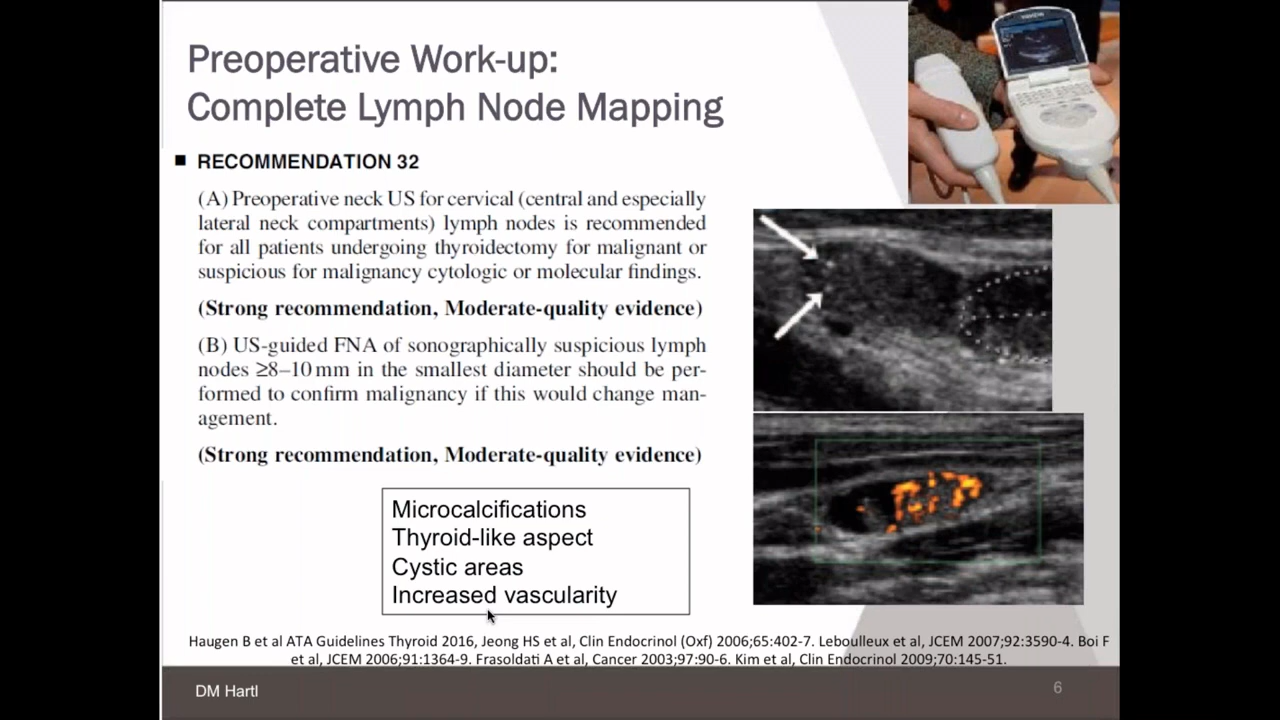 Preoperative Work-up:
Complete Lymph Node Mapping
RECOMMENDATION 32
(A) Preoperative neck US for cervical (central and especially
lateral neck compartments) lymph nodes is recommended
for all patients undergoing thyroidectomy for malignant or
suspicious for malignancy cytologic or molecular findings.
(Strong recommendation, Moderate-quality evidence)
(B) US-guided FNA of sonographically suspicious lymph
nodes ≥8–10 mm in the smallest diameter should be per-
formed to confirm malignancy if this would change man-
agement.
(Strong recommendation, Moderate-quality evidence)
Microcalcifications
Thyroid-like aspect
Cystic areas
Increased vascularity
Haugen B et al ATA Guidelines Thyroid 2016, Jeong HS et al, Clin Endocrinol (Oxf) 2006;65:402-7. Leboulleux et al, JCEM 2007;92:3590-4. Boi F
et al, JCEM 2006;91:1364-9. Frasoldati A et al, Cancer 2003;97:90-6. Kim et al, Clin Endocrinol 2009;70:145-51.
DM Hartl
6